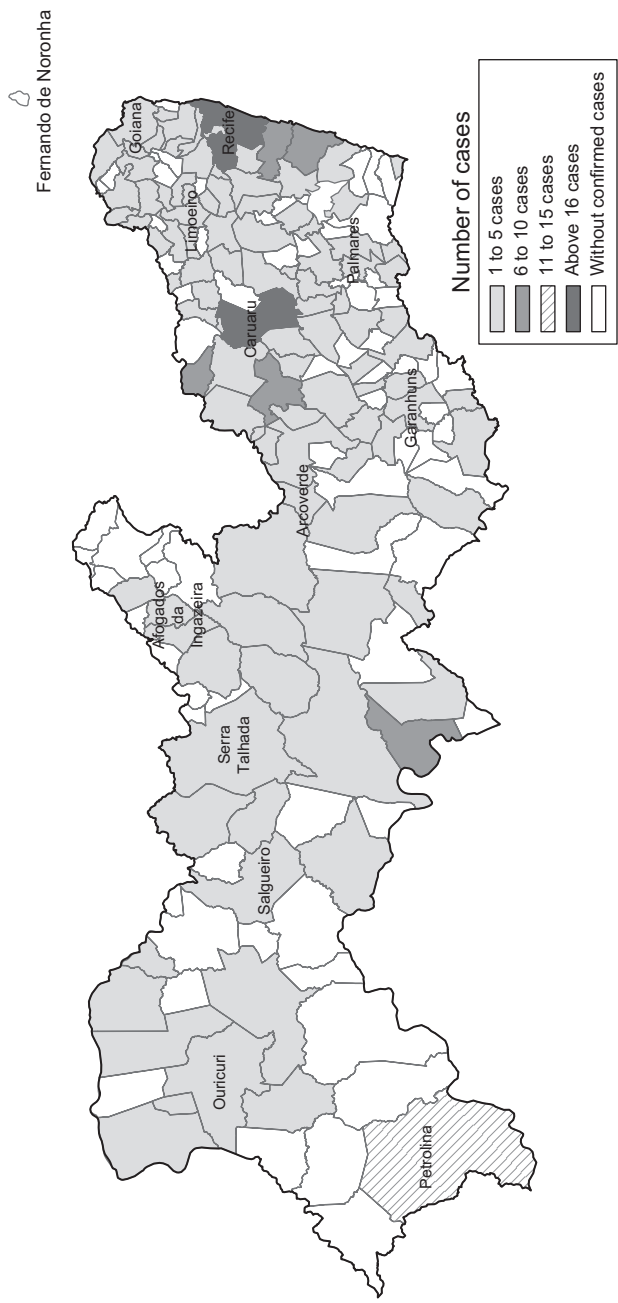 Fernando de Noronha
Goiana
Recife
Limoeiro
Palmares
Caruaru
Garanhuns
Arcoverde
Afogados
da
Ingazeira
Serra
Talhada
Salgueiro
Ouricuri
Petrolina
Number of cases
1 to 5 cases
6 to 10 cases
11 to 15 cases
Above 16 cases
Without confirmed cases